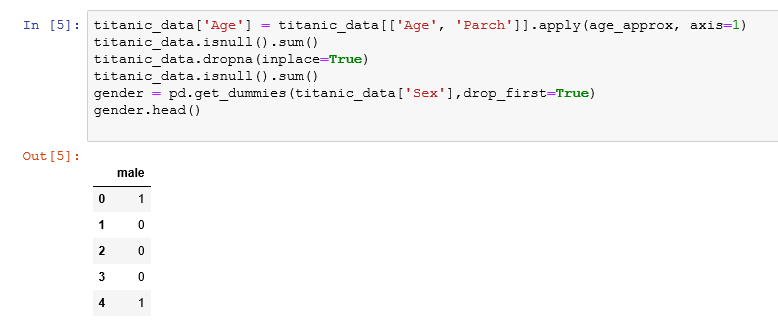 In [5]: titanic_data['Age'] = titanic_data[['Age', 'Parch']].apply(age_approx, axis=1)
titanic_data.isnull().sum()
titanic_data.dropna(inplace=True)
titanic_data.isnull().sum()
gender = pd.get_dummies(titanic_data['Sex'],drop_first=True)
gender.head()
Out[5]:
male
0 1
1 0
2 0
3 0
4 1